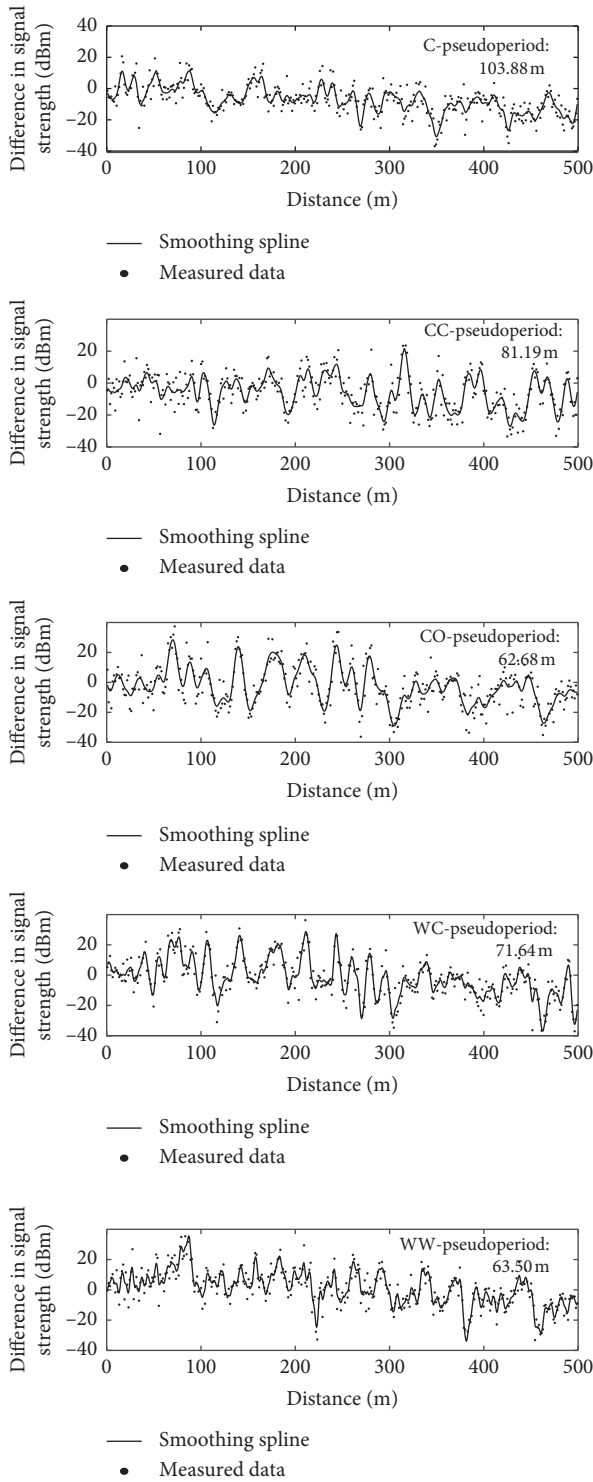 Difference in signal
strength (dBm)
40
20
0
−20
−40
C-pseudoperiod:
103.88 m
0
100
200
300
400
500
Distance (m)
Smoothing spline
Measured data
Difference in signal
strength (dBm)
20
0
−20
−40
CC-pseudoperiod:
81.19 m
0
100
200
300
400
500
Distance (m)
Smoothing spline
Measured data
Difference in signal
strength (dBm)
20
0
−20
−40
CO-pseudoperiod:
62.68 m
0
100
200
300
400
500
Distance (m)
Smoothing spline
Measured data
Difference in signal
strength (dBm)
20
0
−20
−40
WC-pseudoperiod:
71.64 m
0
100
200
300
400
500
Distance (m)
Smoothing spline
Measured data
Difference in signal
strength (dBm)
20
0
−20
−40
WW-pseudoperiod:
63.50 m
0
100
200
300
400
500
Distance (m)
Smoothing spline
Measured data